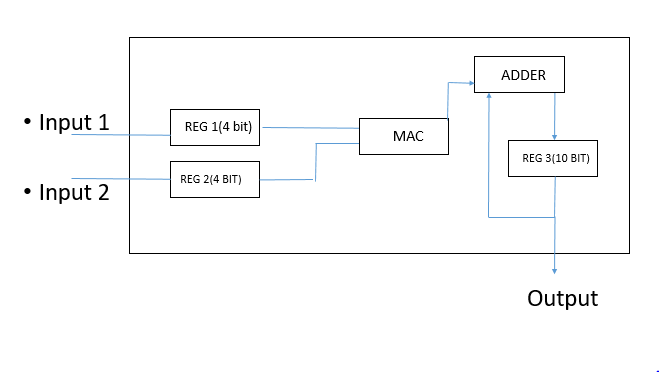 ADDER
• Input 1
REG 1(4 bit)
MAC
REG 3(10 BIT)
• Input 2
REG 2(4 BIT)
Output